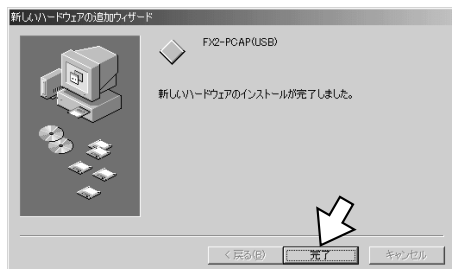 新しいハードウェアの追加ウィザード
FX2-PCAP(USB)
新しいハードウェアのインストールが完了しました。
< 戻る(B)
完了
キャンセル